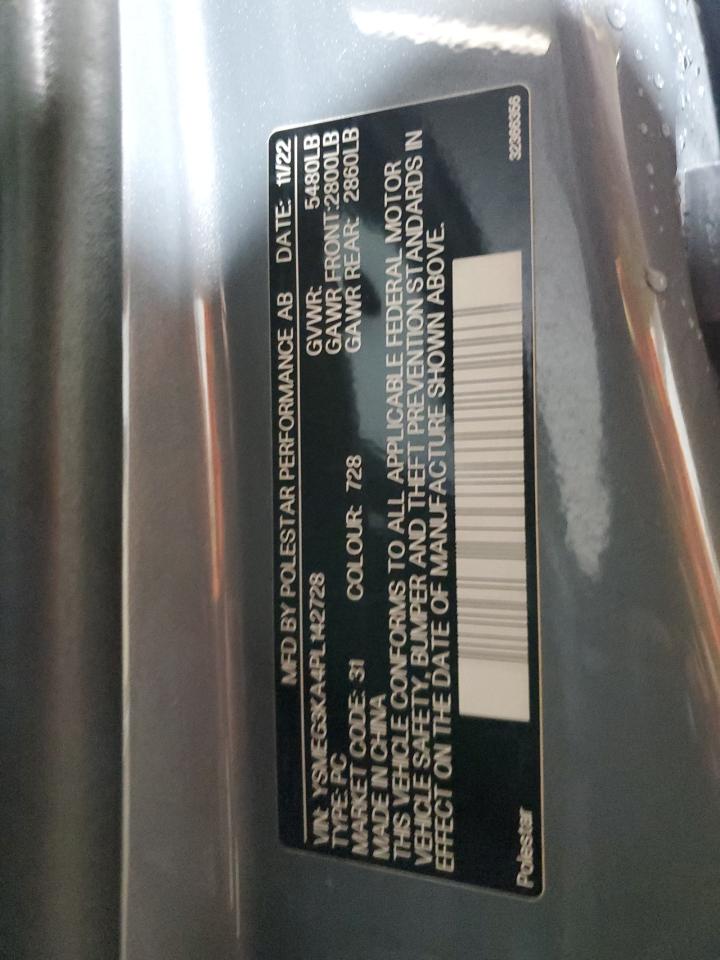 MFD BY POLESTAR PERFORMANCE AB DATE: 11/22
VIN: YSMEG3KA4PL142728 GVWR: 5480LB
TYPE: PC GAWR FRONT: 2800LB
MARKET CODE: 31 COLOUR: 728 GAWR REAR: 2860LB
MADE IN CHINA
THIS VEHICLE CONFORMS TO ALL APPLICABLE FEDERAL MOTOR
VEHICLE SAFETY, BUMPER AND THEFT PREVENTION STANDARDS IN
EFFECT ON THE DATE OF MANUFACTURE SHOWN ABOVE.
Polestar 32366366